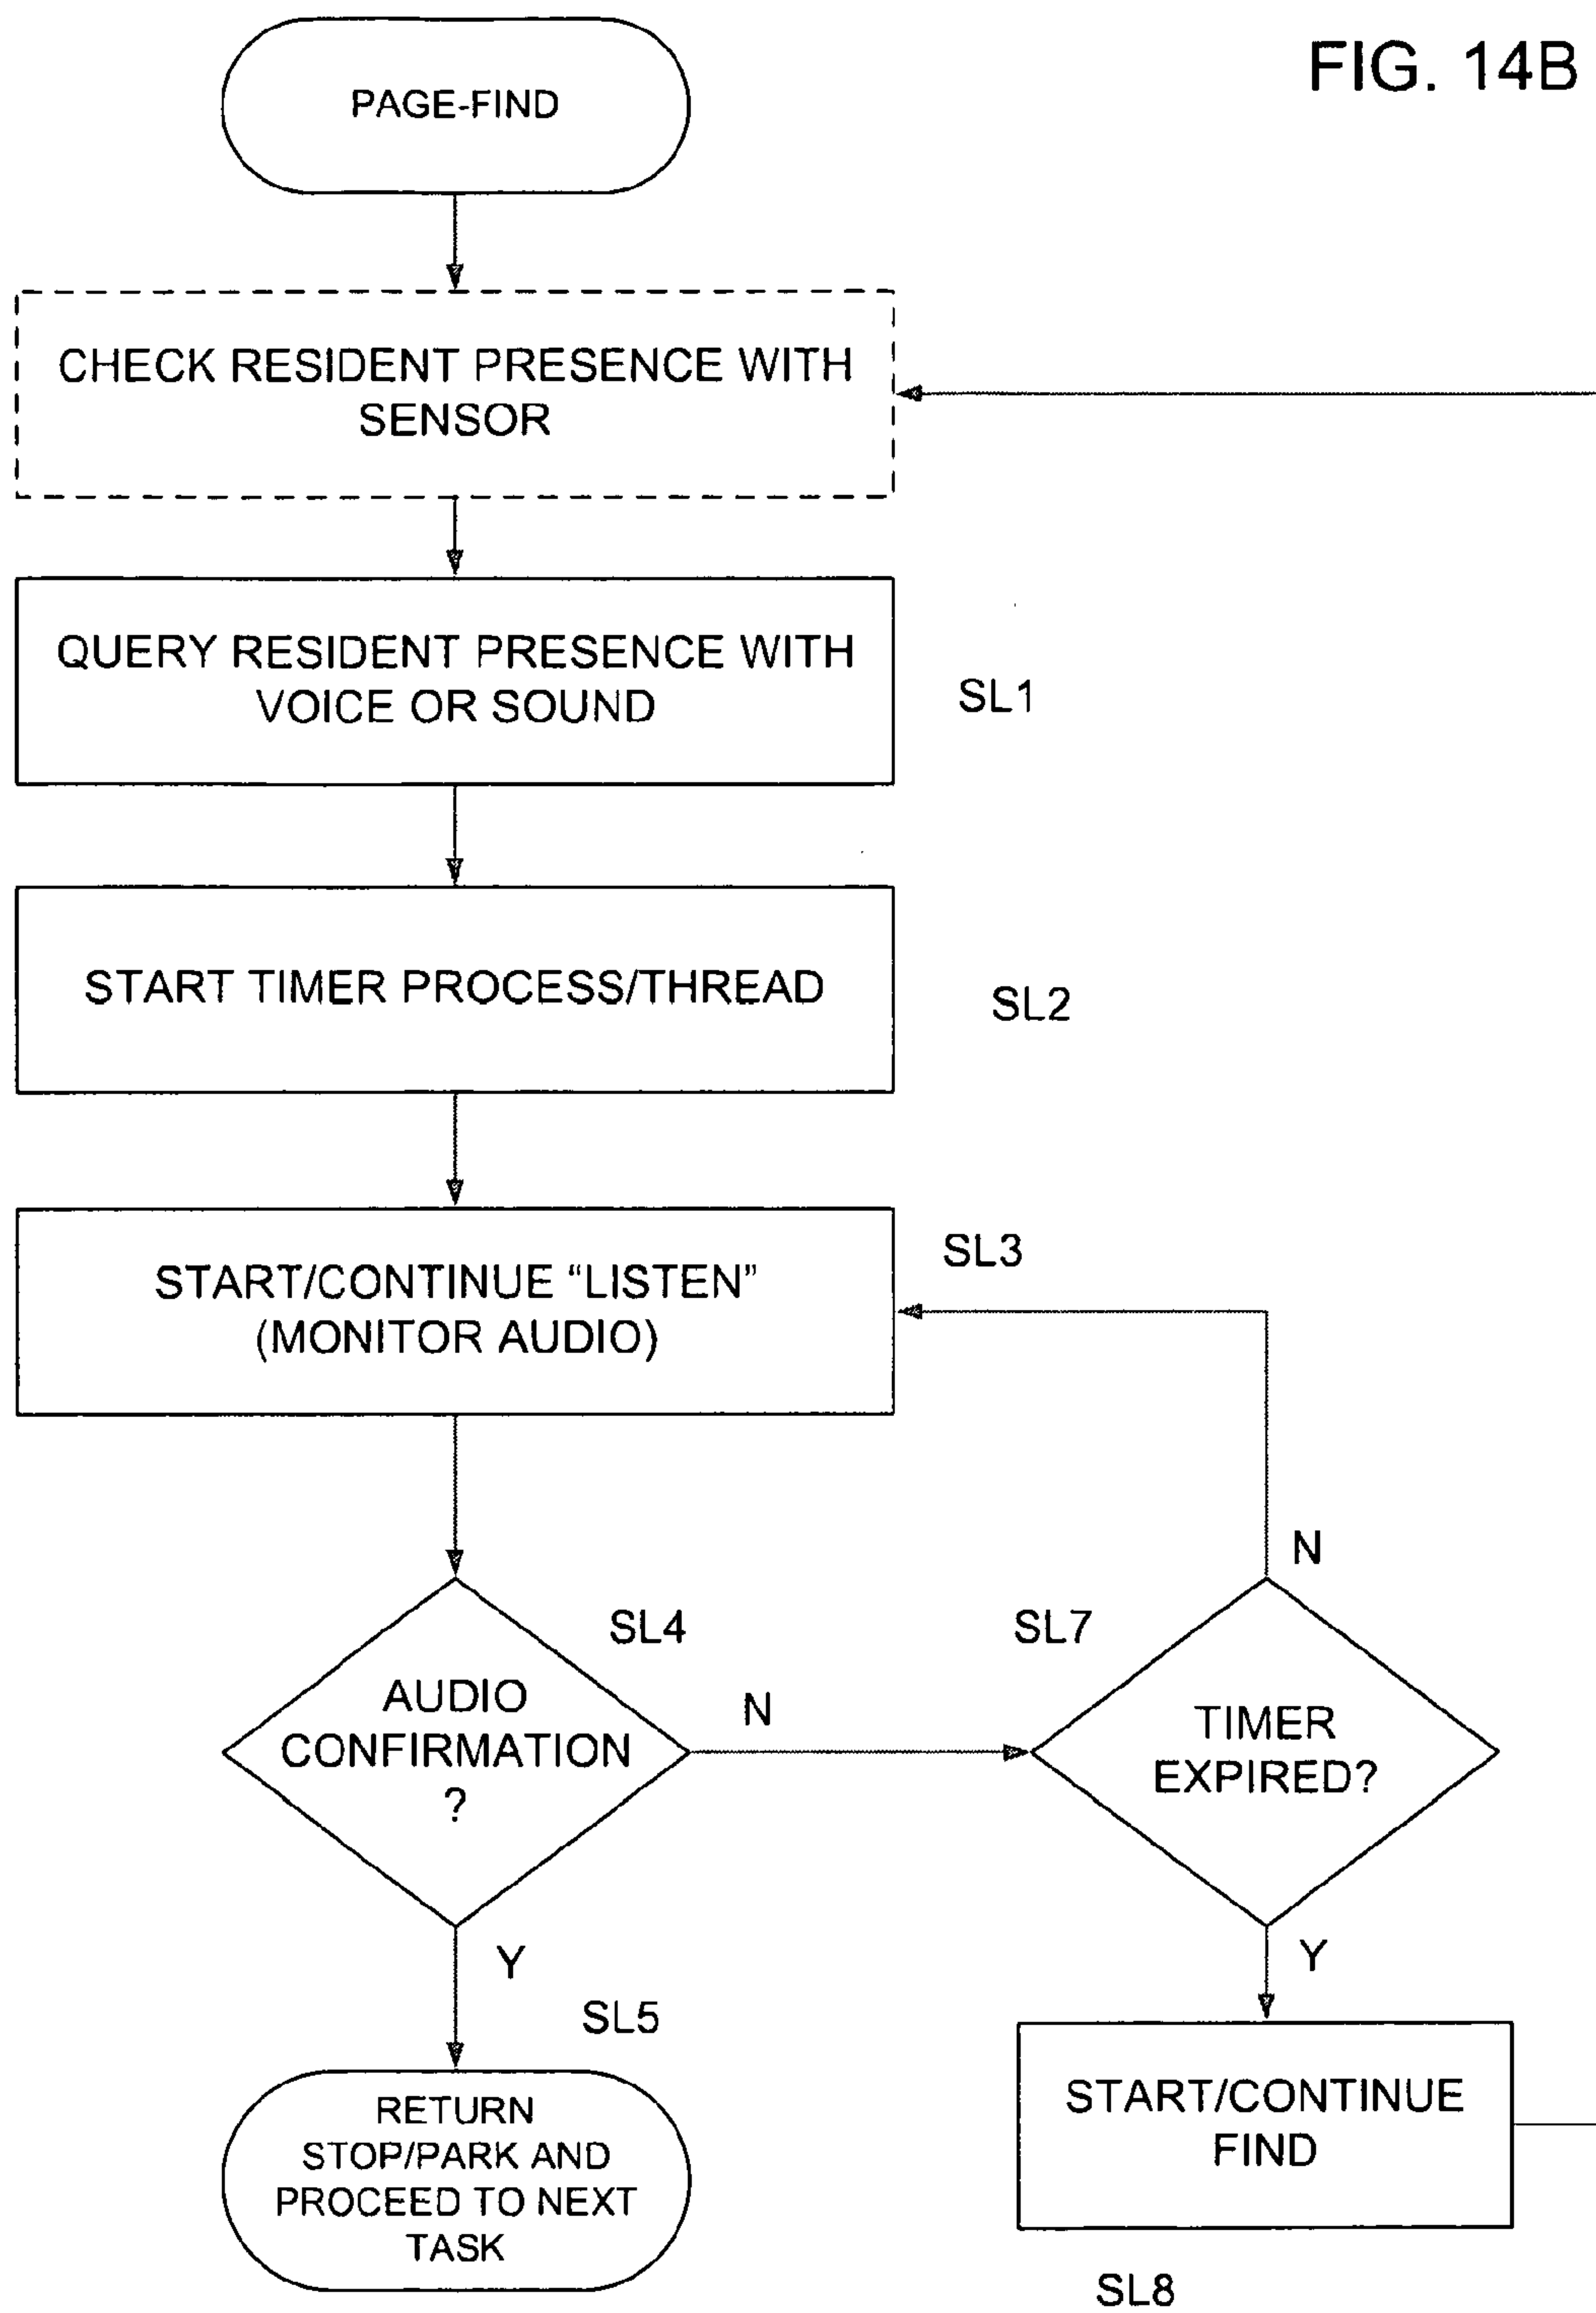 FIG. 14B
PAGE-FIND
CHECK RESIDENT PRESENCE WITH
SENSOR
QUERY RESIDENT PRESENCE WITH
VOICE OR SOUND
SL1
START TIMER PROCESS/THREAD
SL2
START/CONTINUE “LISTEN”
(MONITOR AUDIO)
SL3
AUDIO
CONFIRMATION
?
SL4
N
Y
SL7
TIMER
EXPIRED?
N
Y
SL5
RETURN
STOP/PARK AND
PROCEED TO NEXT
TASK
START/CONTINUE
FIND
SL8